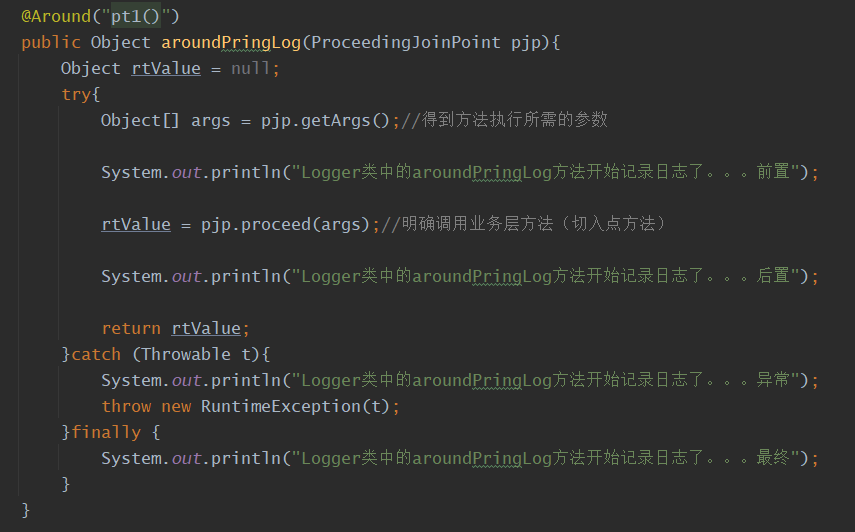 @Around("pt1()")
public Object aroundPringLog(ProceedingJoinPoint pjp){
Object rtValue = null;
try{
Object[] args = pjp.getArgs();//得到方法执行所需的参数
System.out.println("Logger类中的aroundPringLog方法开始记录日志了。。。前置");
rtValue = pjp.proceed(args);//明确调用业务层方法（切入点方法）
System.out.println("Logger类中的aroundPringLog方法开始记录日志了。。。后置");
return rtValue;
}catch (Throwable t){
System.out.println("Logger类中的aroundPringLog方法开始记录日志了。。。异常");
throw new RuntimeException(t);
}finally {
System.out.println("Logger类中的aroundPringLog方法开始记录日志了。。。最终");
}
}